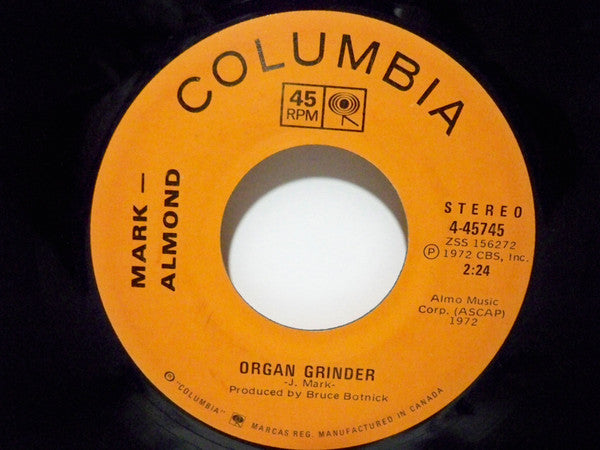 COLUMBIA
45
RPM
MARK —
ALMOND
STEREO
4-45745
ZSS 156272
Ⓟ 1972 CBS, Inc.
2:24
Almo Music
Corp. (ASCAP)
1972
ORGAN GRINDER
-J. Mark-
Produced by Bruce Botnick
© "COLUMBIA" MARCAS REG. MANUFACTURED IN CANADA